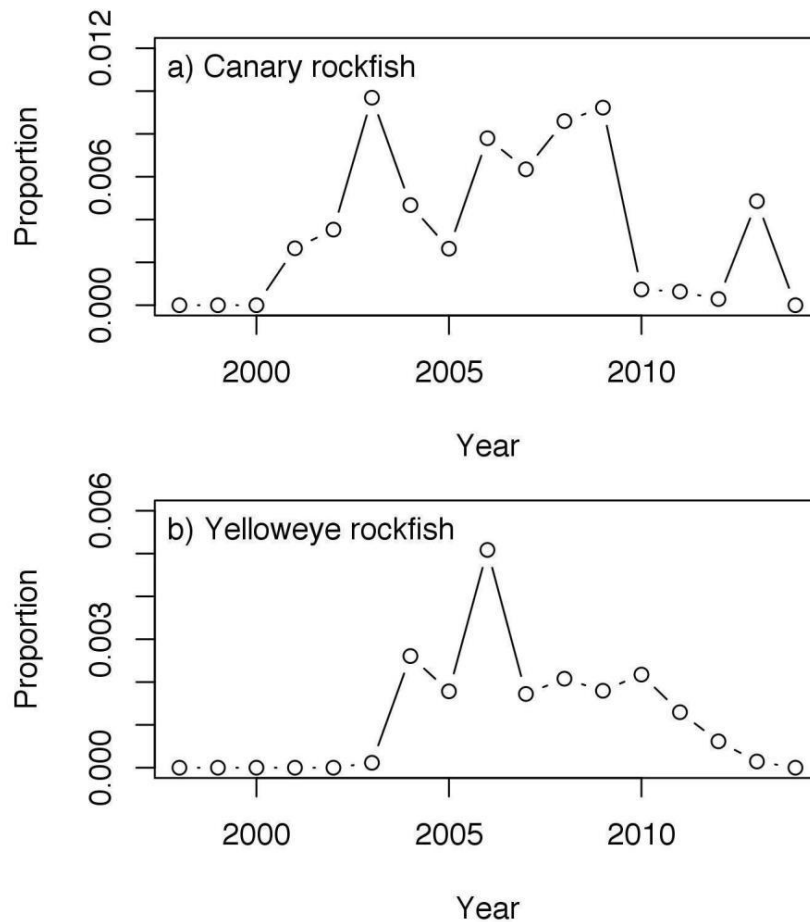 a) Canary rockfish
Proportion
0.012
0.006
0.000
2000 2005 2010
Year
b) Yelloweye rockfish
Proportion
0.006
0.003
0.000
2000 2005 2010
Year